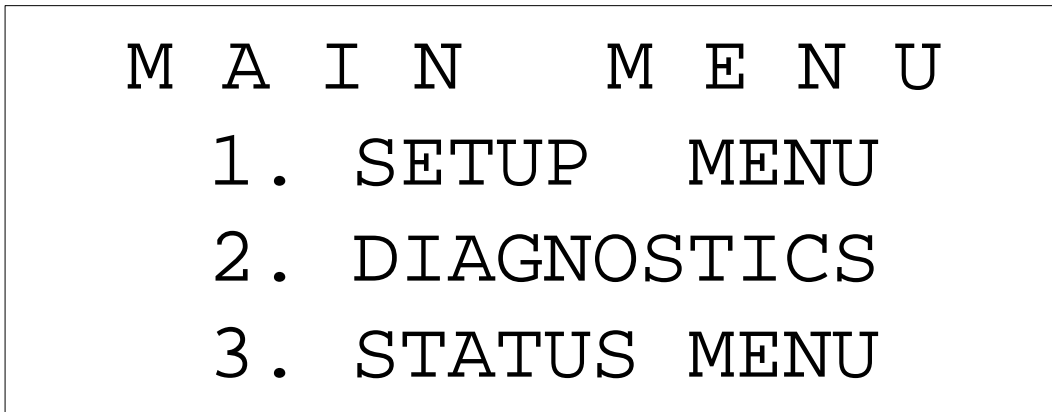 M A I N   M E N U
1. SETUP  MENU
2. DIAGNOSTICS
3. STATUS MENU